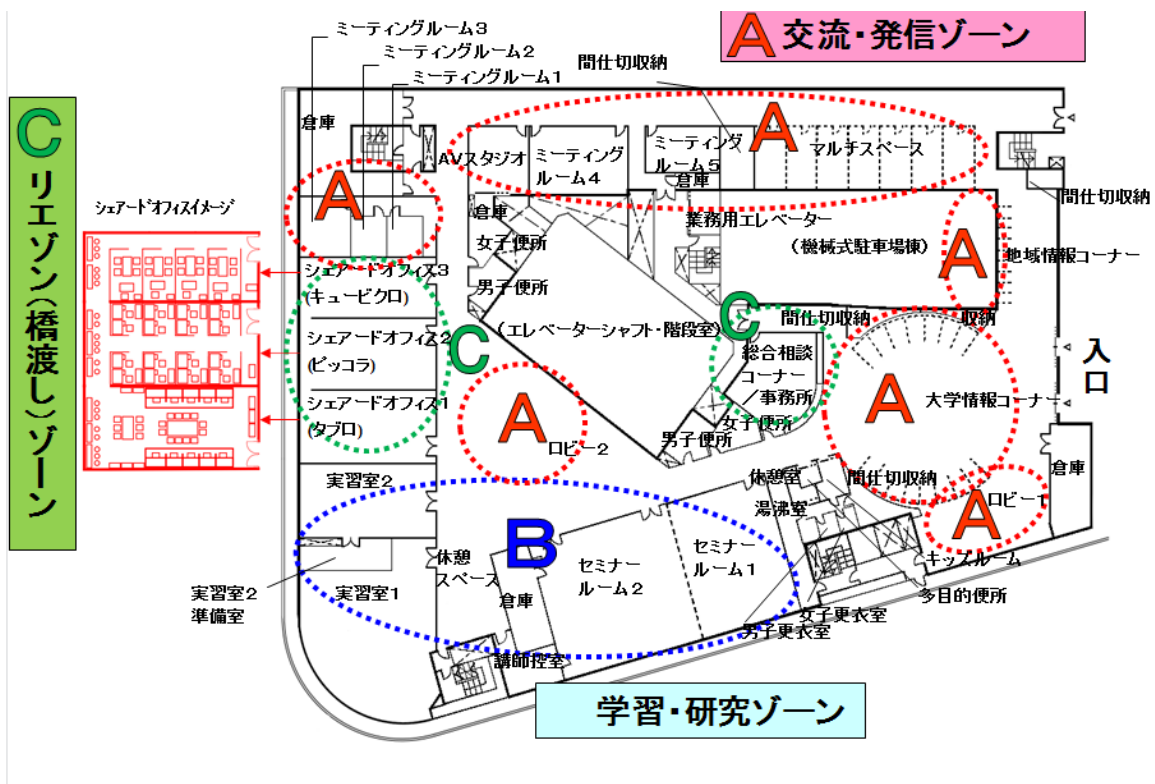 A 交流・発信ゾーン
ミーティングルーム3
ミーティングルーム2
ミーティングルーム1
間仕切収納
C
リエゾン(橋渡し)ゾーン
倉庫
AVスタジオ
ミーティング
ルーム4
ミーティング
ルーム5
倉庫
A
マルチスペース
間仕切収納
シェアードオフィスイメージ
A
倉庫
女子便所
男子便所
業務用エレベーター
(機械式駐車場棟)
A
地域情報コーナー
シェアードオフィス3
(キュービクロ)
シェアードオフィス2
(ピッコラ)
シェアードオフィス1
(タブロ)
C
(エレベーターシャフト・階段室)
C
間仕切収納
収納
総合相談
コーナー
/事務所
入口
A
大学情報コーナー
A
ロビー2
女子便所
男子便所
倉庫
実習室2
休憩室
湯沸室
間仕切収納
ロビー1
A
B
休憩
スペース
セミナー
ルーム2
セミナー
ルーム1
キッズルーム
多目的便所
実習室2
準備室
実習室1
倉庫
女子更衣室
男子更衣室
講師控室
学習・研究ゾーン